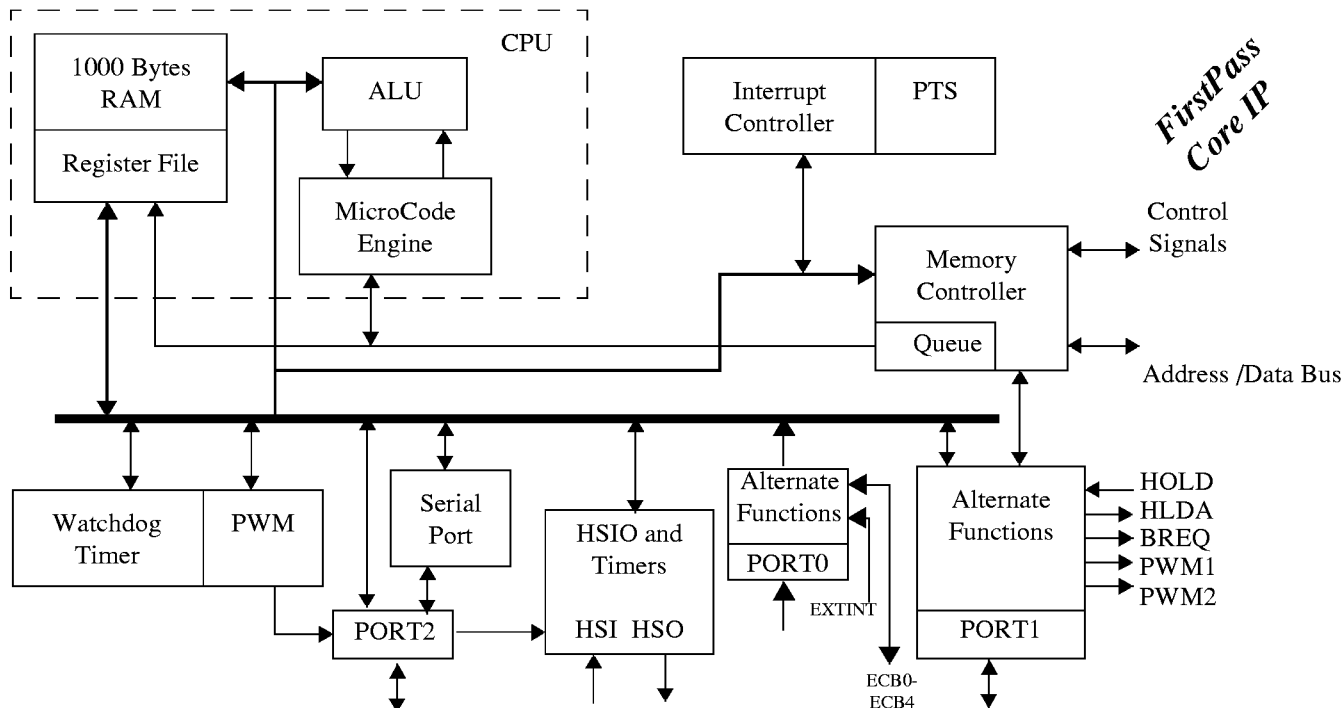 CPU
1000 Bytes
RAM
Register File
ALU
MicroCode
Engine
Interrupt
Controller
PTS
FirstPass
Core IP
Memory
Controller
Queue
Control
Signals
Address /Data Bus
Watchdog
Timer
PWM
Serial
Port
PORT2
HSIO and
Timers
HSI HSO
Alternate
Functions
PORT0
EXTINT
ECB0-
ECB4
Alternate
Functions
PORT1
HOLD
HLDA
BREQ
PWM1
PWM2